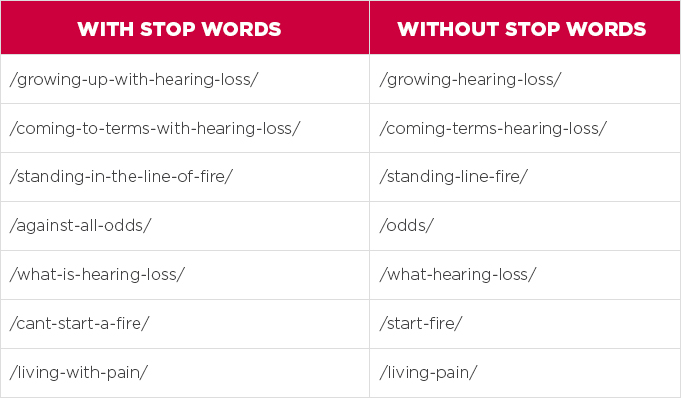 WITH STOP WORDS WITHOUT STOP WORDS
/growing-up-with-hearing-loss/ /growing-hearing-loss/
/coming-to-terms-with-hearing-loss/ /coming-terms-hearing-loss/
/standing-in-the-line-of-fire/ /standing-line-fire/
/against-all-odds/ /odds/
/what-is-hearing-loss/ /what-hearing-loss/
/cant-start-a-fire/ /start-fire/
/living-with-pain/ /living-pain/